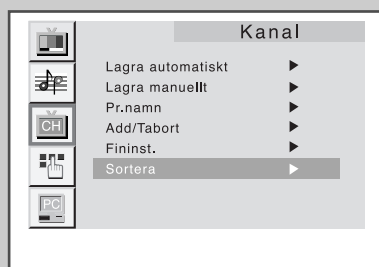 Kanal
Lagra automatiskt
Lagra manuellt
Pr.namn
Add/Tabort
Fininst.
CH
Sortera
PC